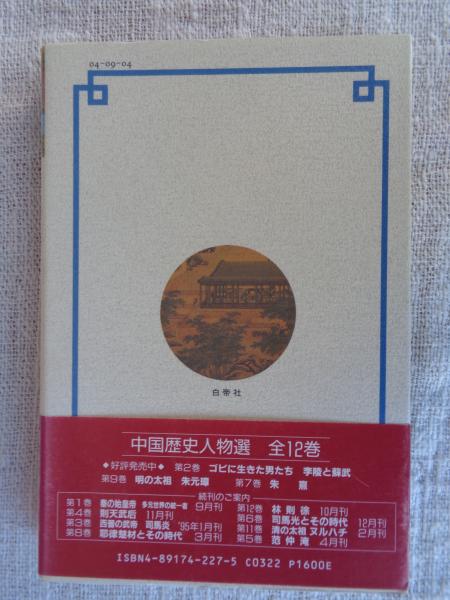 04-09-04
白帝社
中国歴史人物選 全12巻
◆好評発売中◆ 第2巻 ゴビに生きた男たち 李陵と蘇武
第9巻 明の太祖 朱元璋 第7巻 朱熹
続刊のご案内
第1巻 秦の始皇帝 多元世界の統一者 9月刊 第12巻 林則徐 10月刊
第4巻 則天武后 11月刊 第6巻 司馬光とその時代 12月刊
第3巻 西晋の武帝 司馬炎 '95年1月刊 第11巻 清の太祖 ヌルハチ 2月刊
第8巻 耶律楚材とその時代 3月刊 第5巻 范仲淹 4月刊
ISBN4-89174-227-5 C0322 P1600E